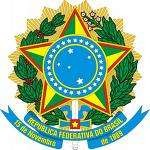 REPÚBLICA FEDERATIVA DO BRASIL
15 de Novembro
de 1889